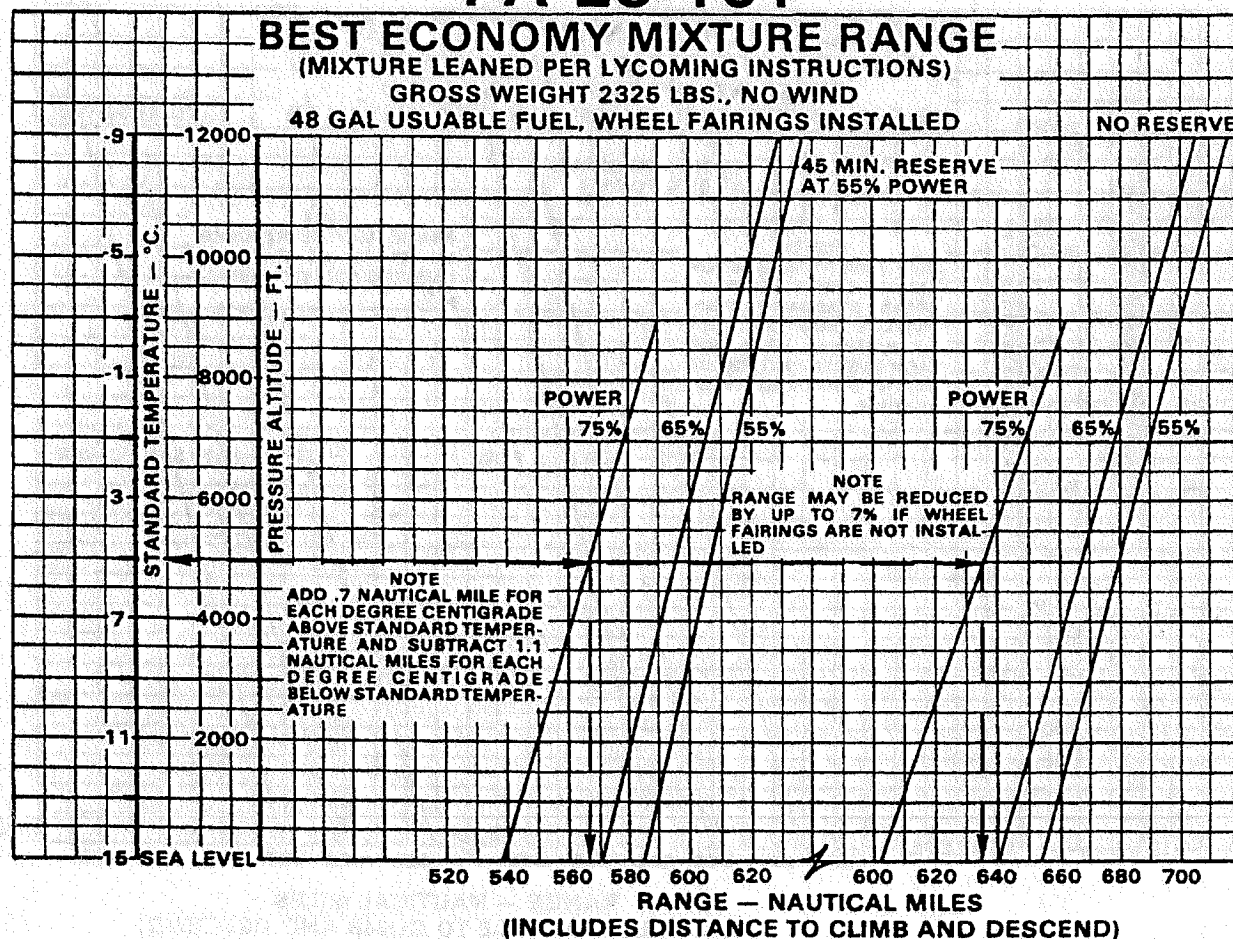 BEST ECONOMY MIXTURE RANGE
(MIXTURE LEANED PER LYCOMING INSTRUCTIONS)
GROSS WEIGHT 2325 LBS., NO WIND
48 GAL USUABLE FUEL, WHEEL FAIRINGS INSTALLED
NO RESERVE
45 MIN. RESERVE
AT 55% POWER
-9
-5
-1
3
7
11
15
STANDARD TEMPERATURE — °C.
12000
10000
8000
6000
4000
2000
SEA LEVEL
PRESSURE ALTITUDE — FT.
POWER
75% 65% 55%
POWER
75% 65% 55%
NOTE
RANGE MAY BE REDUCED
BY UP TO 7% IF WHEEL
FAIRINGS ARE NOT INSTAL-
LED
NOTE
ADD .7 NAUTICAL MILE FOR
EACH DEGREE CENTIGRADE
ABOVE STANDARD TEMPER-
ATURE AND SUBTRACT 1.1
NAUTICAL MILES FOR EACH
DEGREE CENTIGRADE
BELOW STANDARD TEMPER-
ATURE
520 540 560 580 600 620 600 620 640 660 680 700
RANGE — NAUTICAL MILES
(INCLUDES DISTANCE TO CLIMB AND DESCEND)